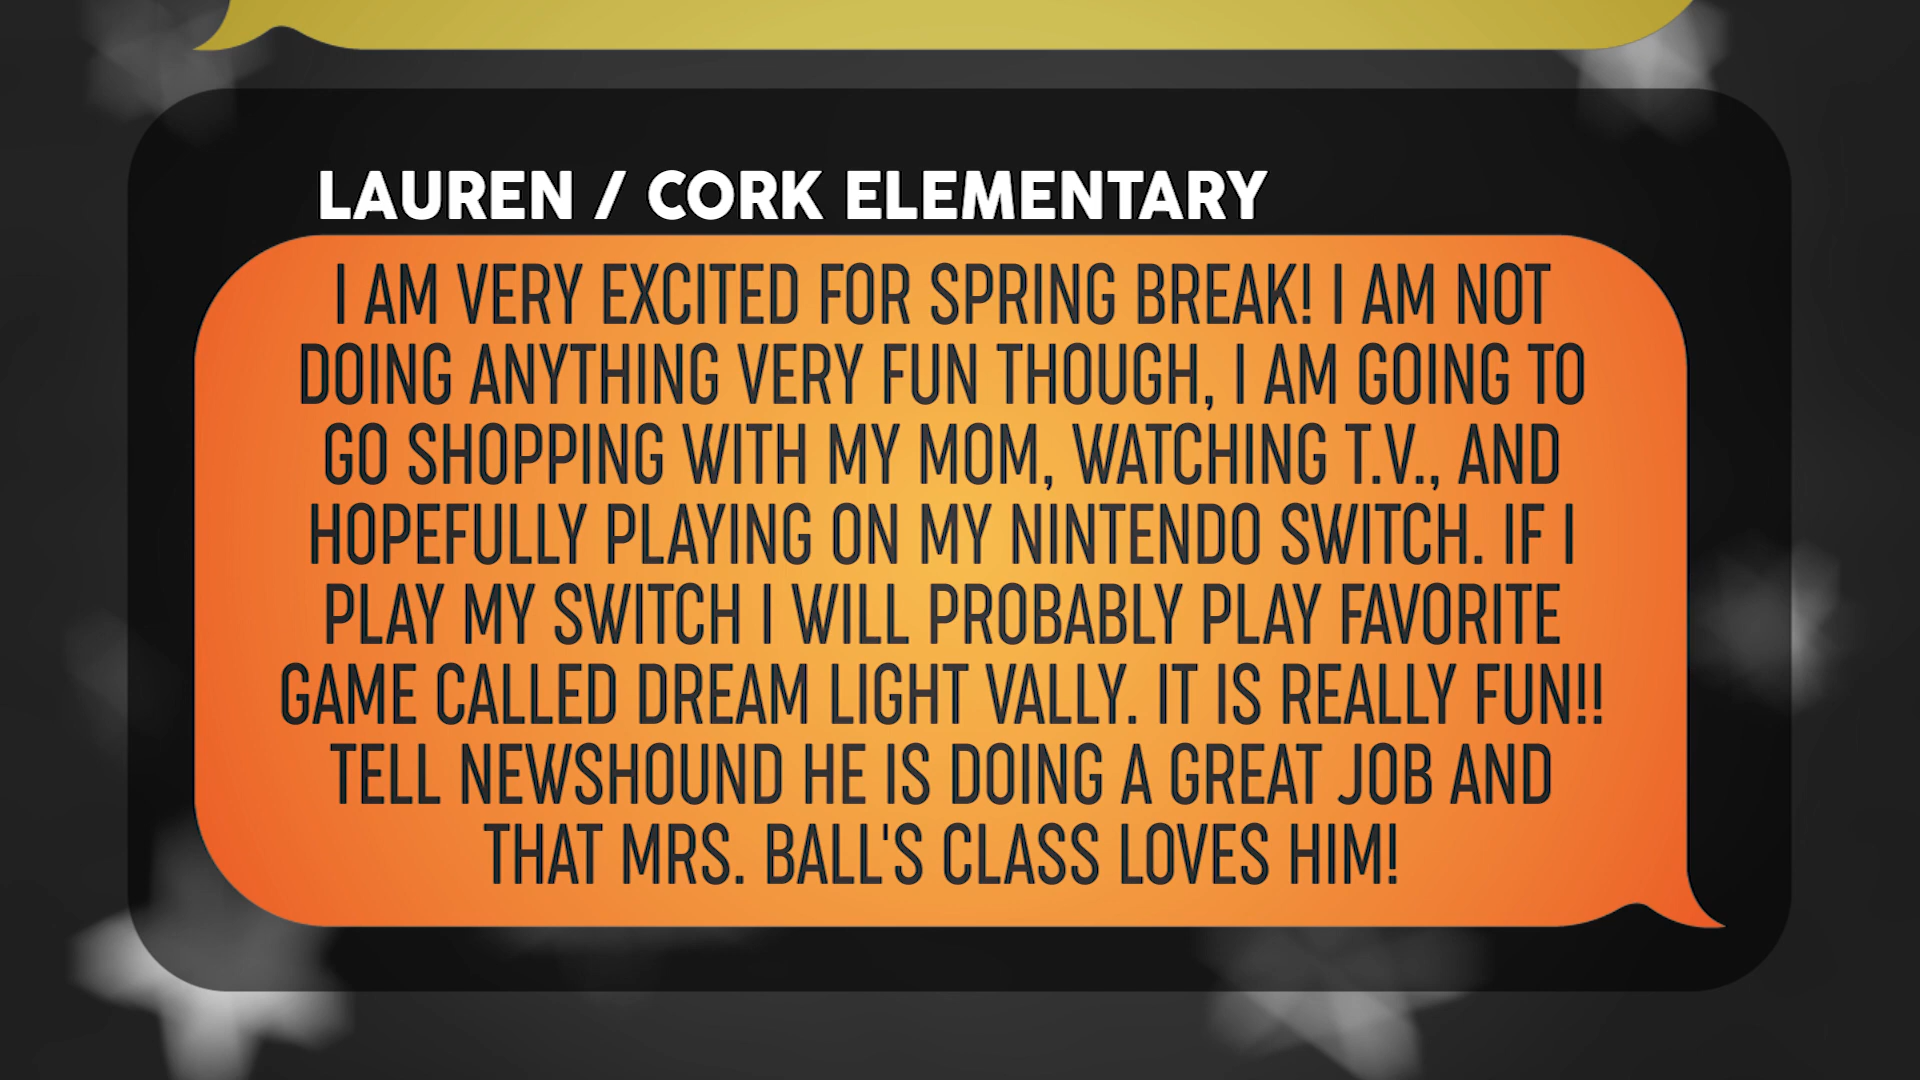 LAUREN / CORK ELEMENTARY
I AM VERY EXCITED FOR SPRING BREAK! I AM NOT
DOING ANYTHING VERY FUN THOUGH, I AM GOING TO
GO SHOPPING WITH MY MOM, WATCHING T.V., AND
HOPEFULLY PLAYING ON MY NINTENDO SWITCH. IF I
PLAY MY SWITCH I WILL PROBABLY PLAY FAVORITE
GAME CALLED DREAM LIGHT VALLY. IT IS REALLY FUN!!
TELL NEWSHOUND HE IS DOING A GREAT JOB AND
THAT MRS. BALL'S CLASS LOVES HIM!